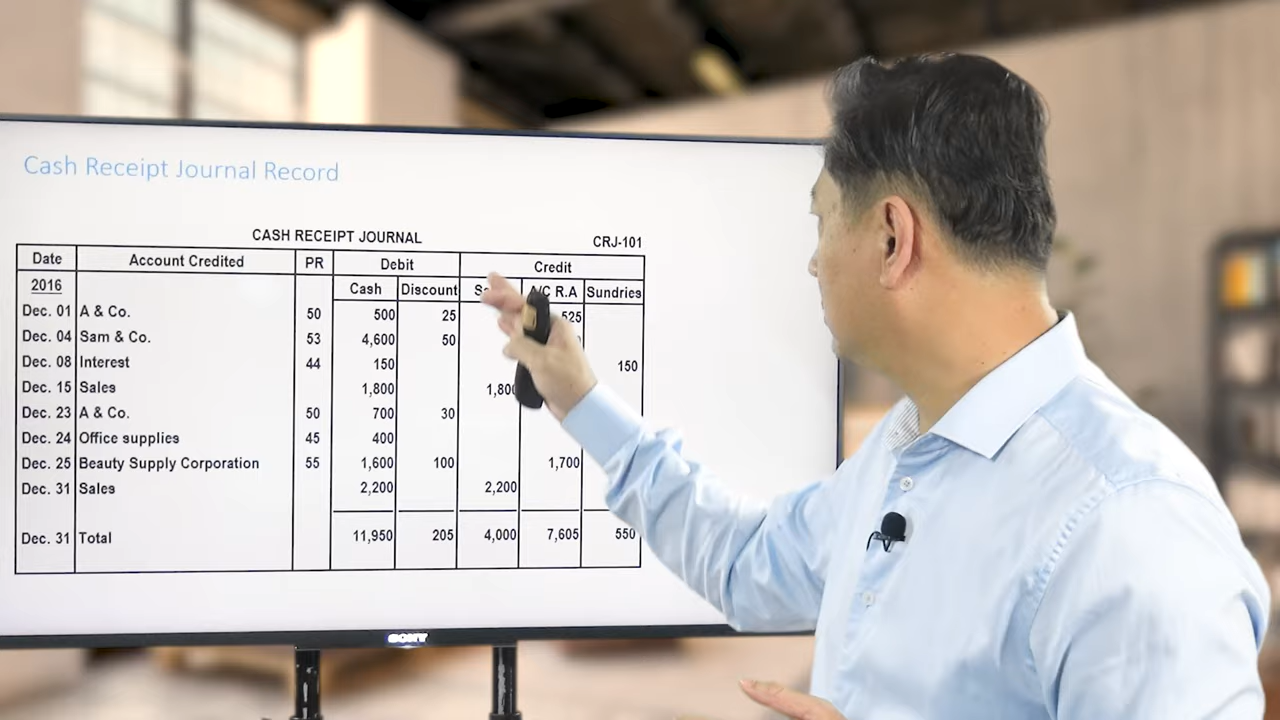 Cash Receipt Journal Record
CASH RECEIPT JOURNAL CRJ-101
Date Account Credited PR Debit Credit
2016 Cash Discount A/C R.A Sundries
Dec. 01 A & Co. 50 500 25 525
Dec. 04 Sam & Co. 53 4,600 50
Dec. 08 Interest 44 150 150
Dec. 15 Sales 1,800 1,800
Dec. 23 A & Co. 50 700 30
Dec. 24 Office supplies 45 400
Dec. 25 Beauty Supply Corporation 55 1,600 100 1,700
Dec. 31 Sales 2,200 2,200
Dec. 31 Total 11,950 205 4,000 7,605 550
SONY